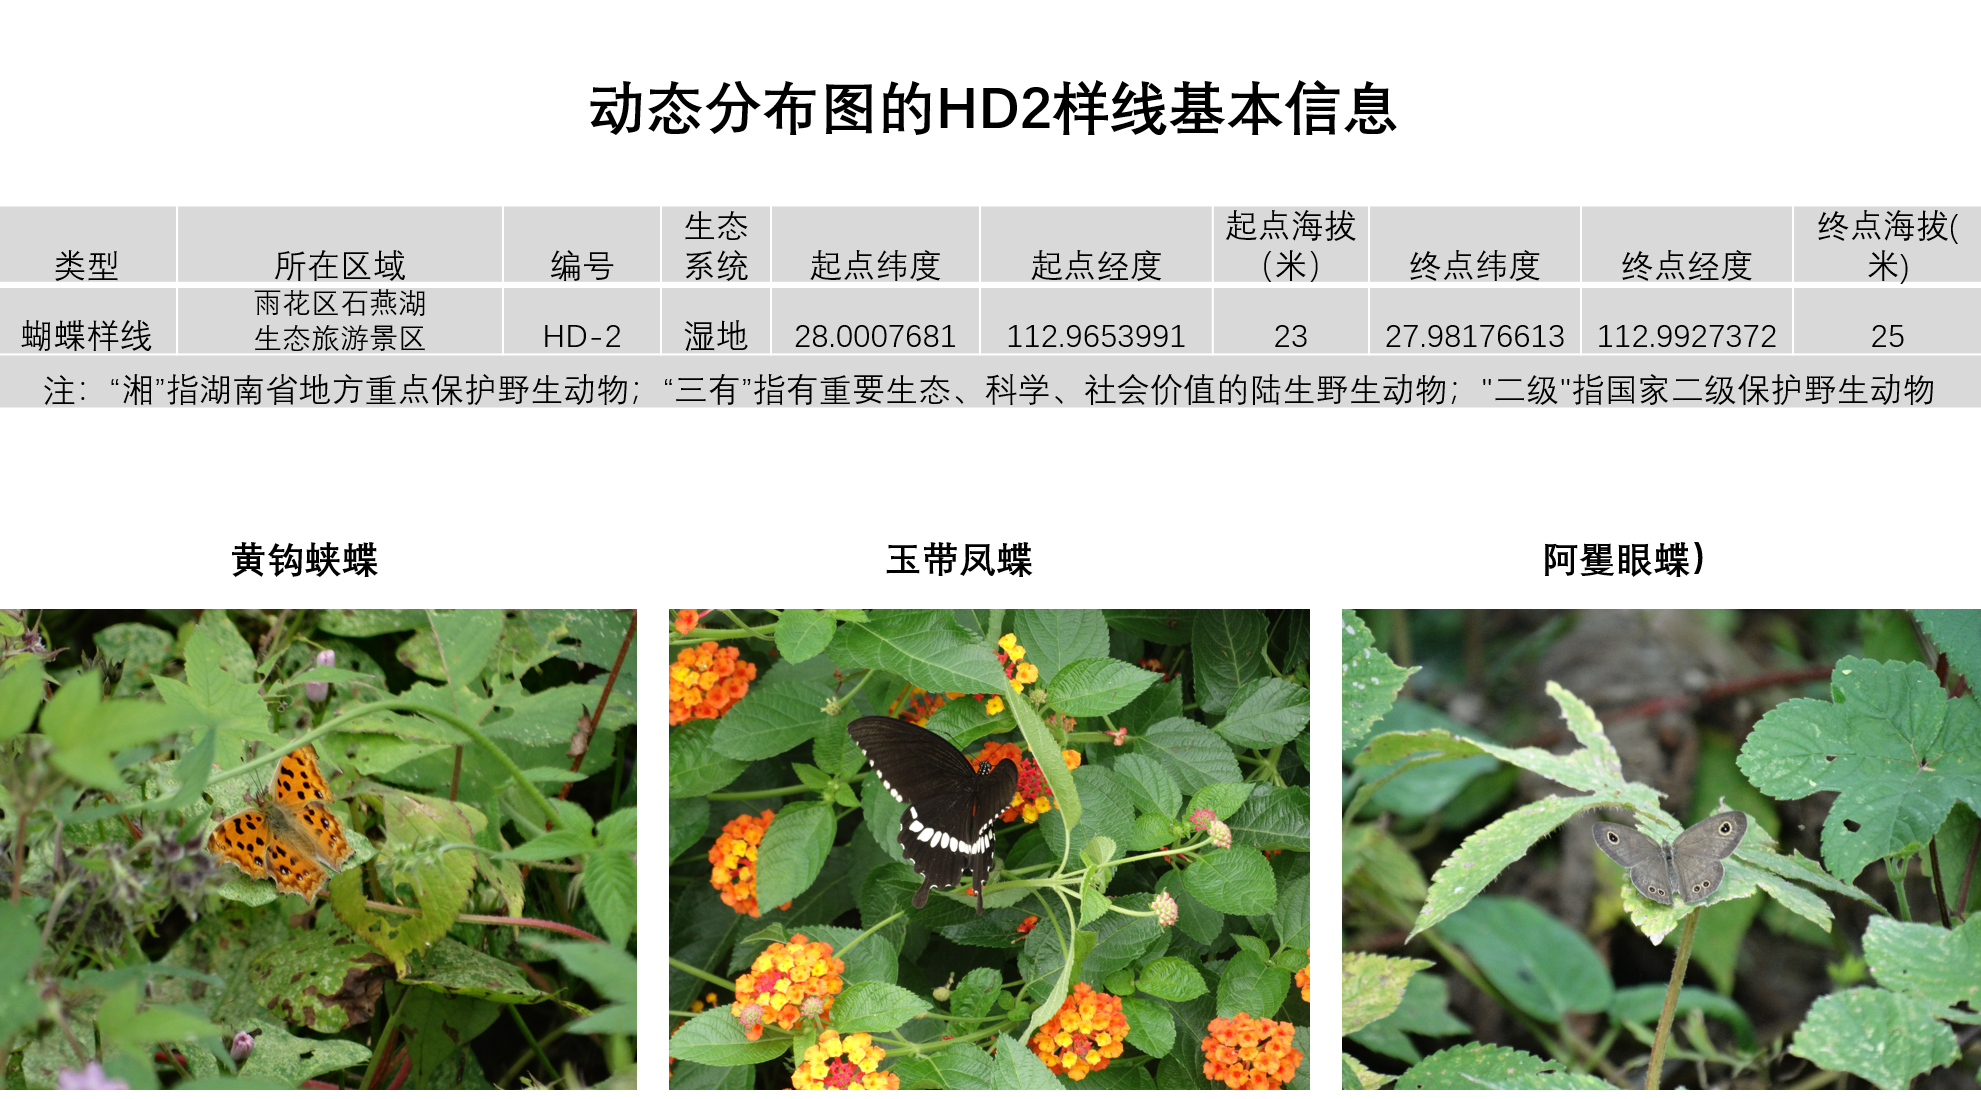 动态分布图的HD2样线基本信息
类型 所在区域 编号 生态系统 起点纬度 起点经度 起点海拔（米） 终点纬度 终点经度 终点海拔(米)
蝴蝶样线 雨花区石燕湖生态旅游景区 HD-2 湿地 28.0007681 112.9653991 23 27.98176613 112.9927372 25
注：“湘”指湖南省地方重点保护野生动物；“三有”指有重要生态、科学、社会价值的陆生野生动物；"二级"指国家二级保护野生动物
黄钩蛱蝶 玉带凤蝶 阿矍眼蝶）